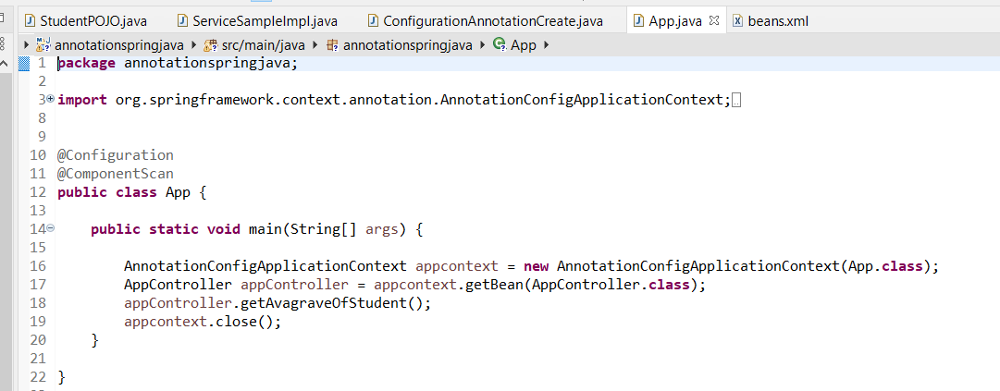 StudentPOJO.java ServiceSampleImpl.java ConfigurationAnnotationCreate.java App.java beans.xml
annotationspringjava src/main/java annotationspringjava App
1 package annotationspringjava;
2
3 import org.springframework.context.annotation.AnnotationConfigApplicationContext;
8
9
10 @Configuration
11 @ComponentScan
12 public class App {
13
14 public static void main(String[] args) {
15
16 AnnotationConfigApplicationContext appcontext = new AnnotationConfigApplicationContext(App.class);
17 AppController appController = appcontext.getBean(AppController.class);
18 appController.getAvagraveOfStudent();
19 appcontext.close();
20 }
21
22 }